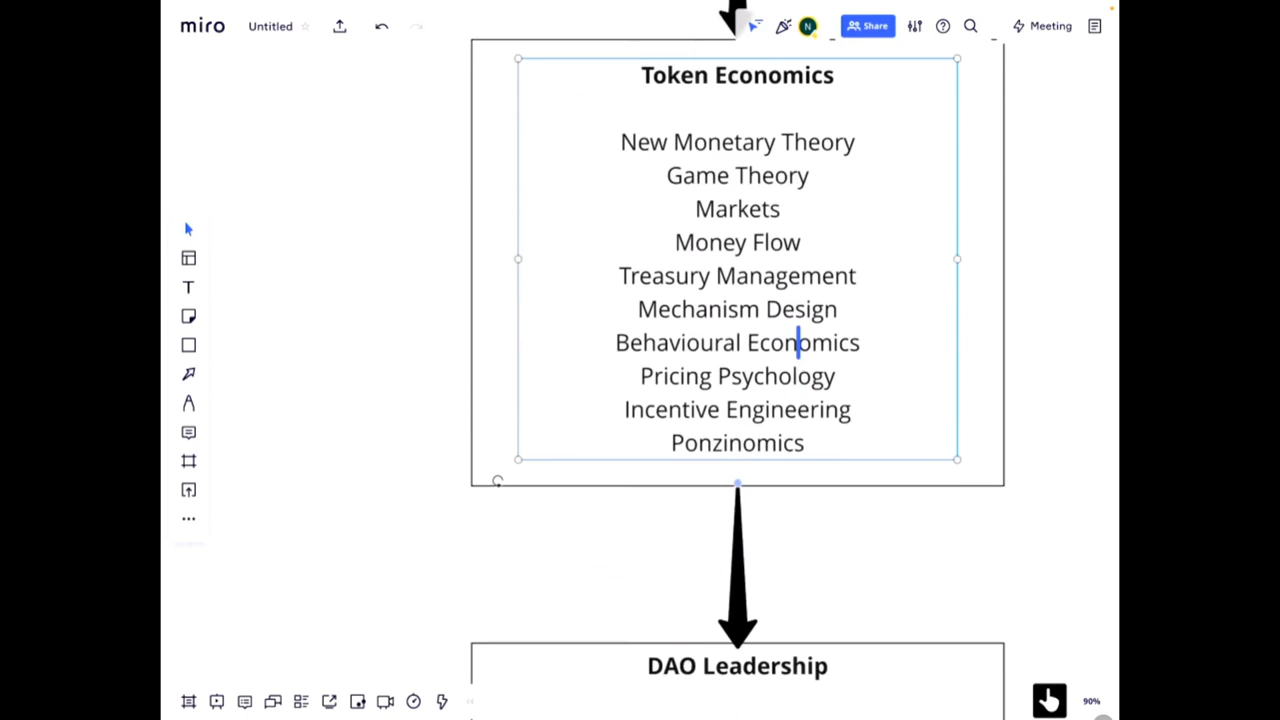 miro
Untitled
N
Share
Meeting
Token Economics
New Monetary Theory
Game Theory
Markets
Money Flow
Treasury Management
Mechanism Design
Behavioural Economics
Pricing Psychology
Incentive Engineering
Ponzinomics
DAO Leadership
90%